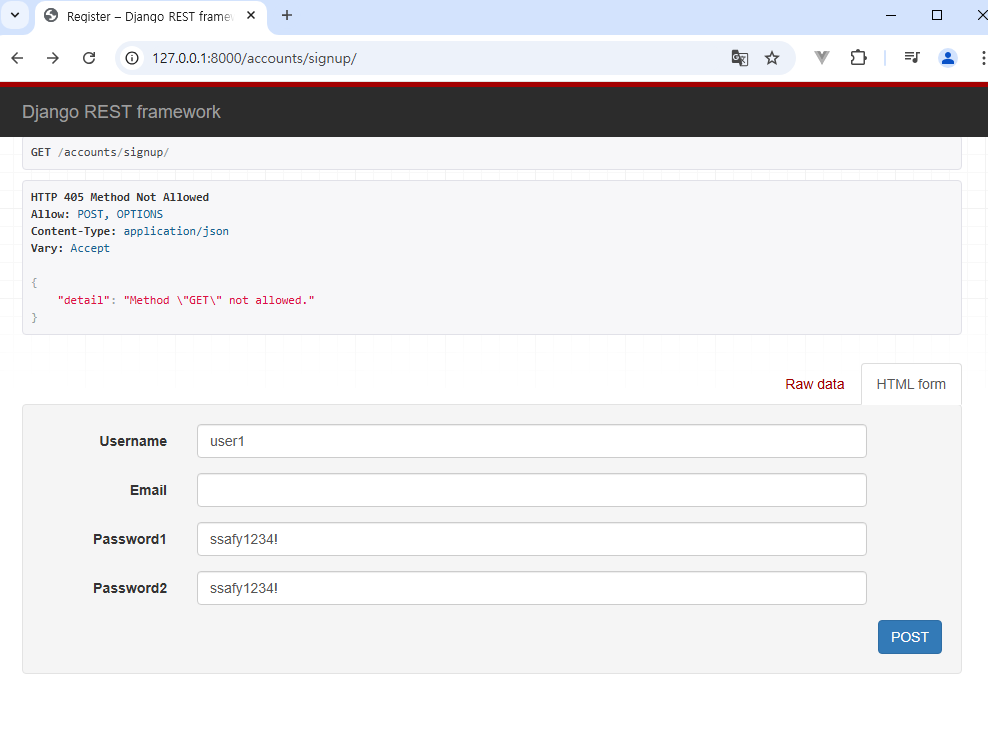 Register – Django REST framew
127.0.0.1:8000/accounts/signup/
Django REST framework
GET /accounts/signup/
HTTP 405 Method Not Allowed
Allow: POST, OPTIONS
Content-Type: application/json
Vary: Accept
{
"detail": "Method \"GET\" not allowed."
}
Raw data HTML form
Username user1
Email
Password1 ssafy1234!
Password2 ssafy1234!
POST